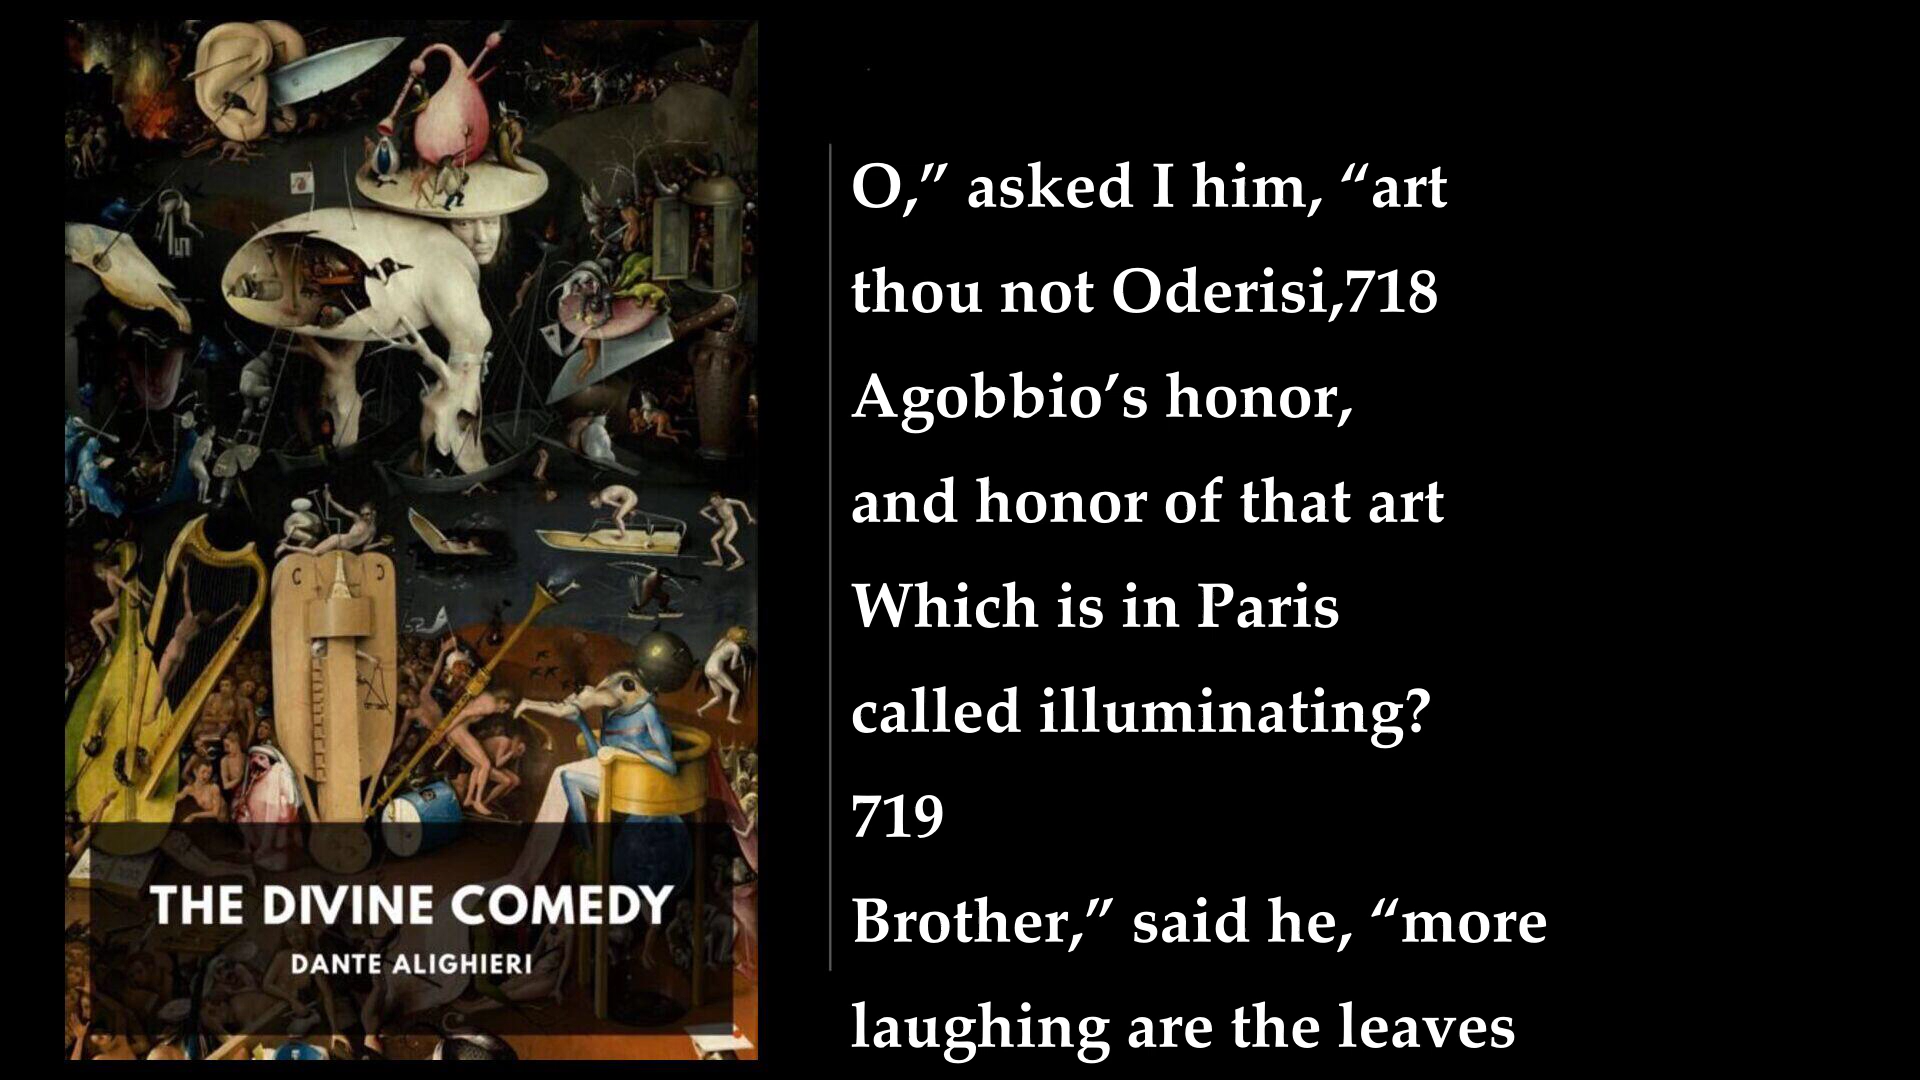 THE DIVINE COMEDY
DANTE ALIGHIERI
O,” asked I him, “art
thou not Oderisi,718
Agobbio’s honor,
and honor of that art
Which is in Paris
called illuminating?
719
Brother,” said he, “more
laughing are the leaves